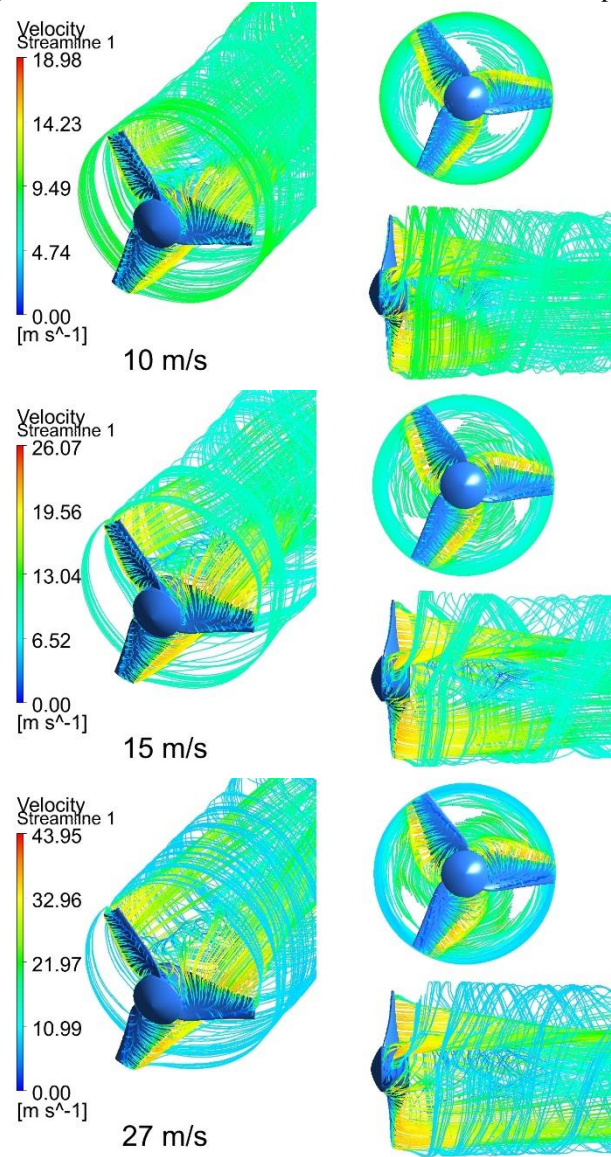 Velocity
Streamline 1
18.98
14.23
9.49
4.74
0.00
[m s^-1]
10 m/s
Velocity
Streamline 1
26.07
19.56
13.04
6.52
0.00
[m s^-1]
15 m/s
Velocity
Streamline 1
43.95
32.96
21.97
10.99
0.00
[m s^-1]
27 m/s